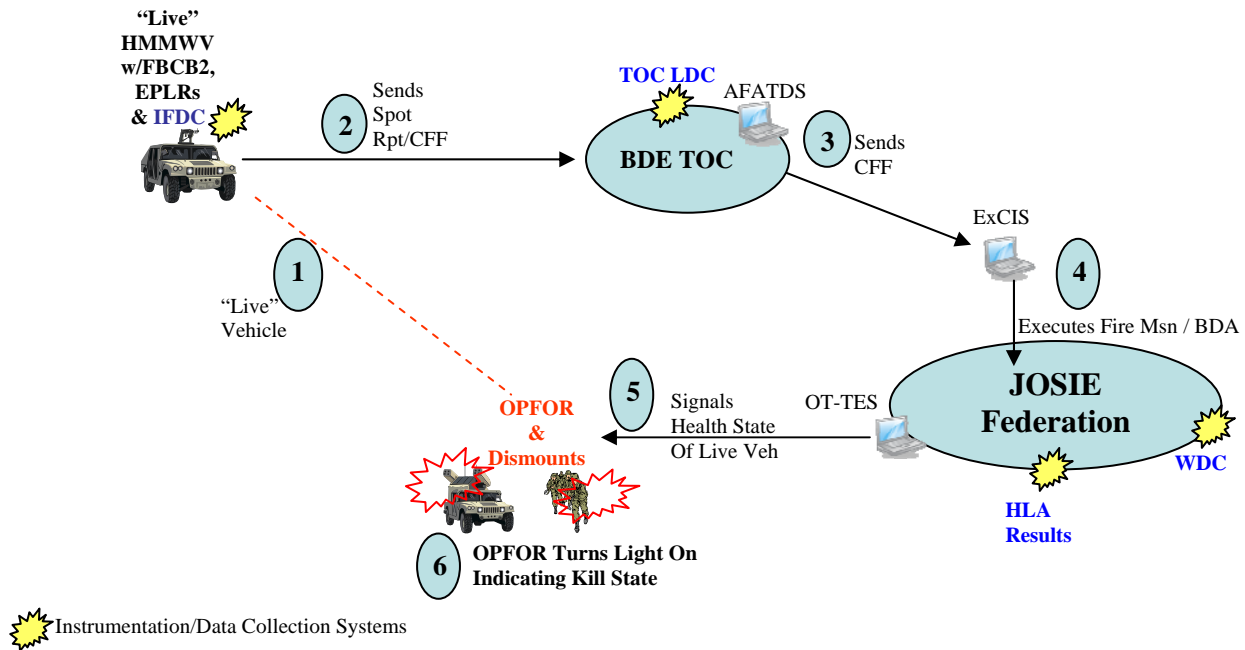 “Live”
HMMWV
w/FBCB2,
EPLRs
& IFDC
2
Sends
Spot
Rpt/CFF
TOC LDC
AFATDS
BDE TOC
3
Sends
CFF
ExCIS
4
Executes Fire Msn / BDA
1
“Live”
Vehicle
JOSIE
Federation
OT-TES
WDC
HLA
Results
5
Signals
Health State
Of Live Veh
OPFOR
&
Dismounts
6
OPFOR Turns Light On
Indicating Kill State
Instrumentation/Data Collection Systems